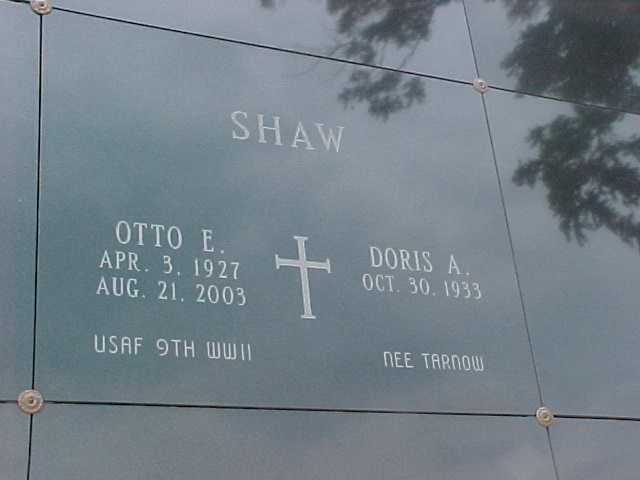 SHAW
OTTO E.
APR. 3, 1927
AUG. 21, 2003
USAF 9TH WWII
DORIS A.
OCT. 30, 1933
NEE TARNOW